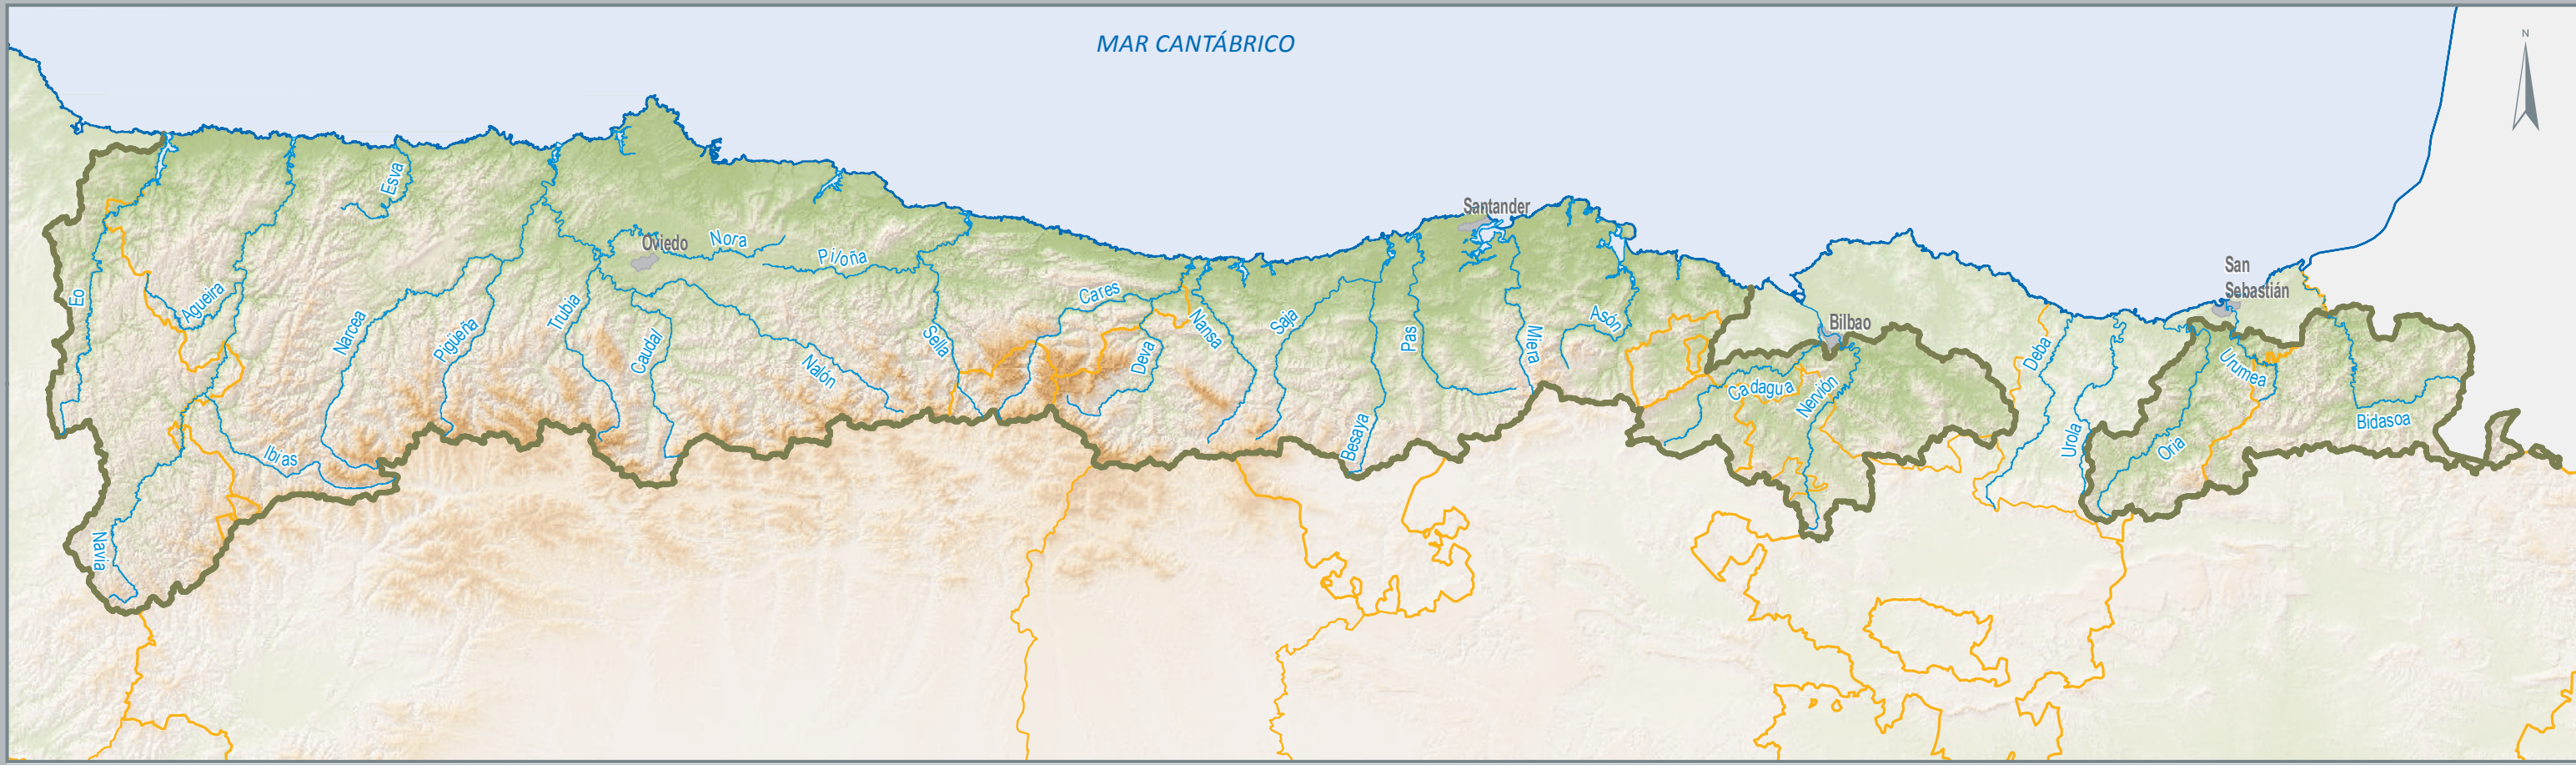 MAR CANTÁBRICO
N
Esva
Santander
Oviedo
Nora
Pi/oña
San
Sebastián
Eo
Agueira
Narcea
Pigüeña
Trubia
Caudal
Nalón
Sella
Cares
Deva
Nansa
Saja
Besaya
Pas
Miera
Asón
Bilbao
Cadagua
Nervión
Deba
Urola
Oria
Urumea
Bidasoa
Ibias
Navia